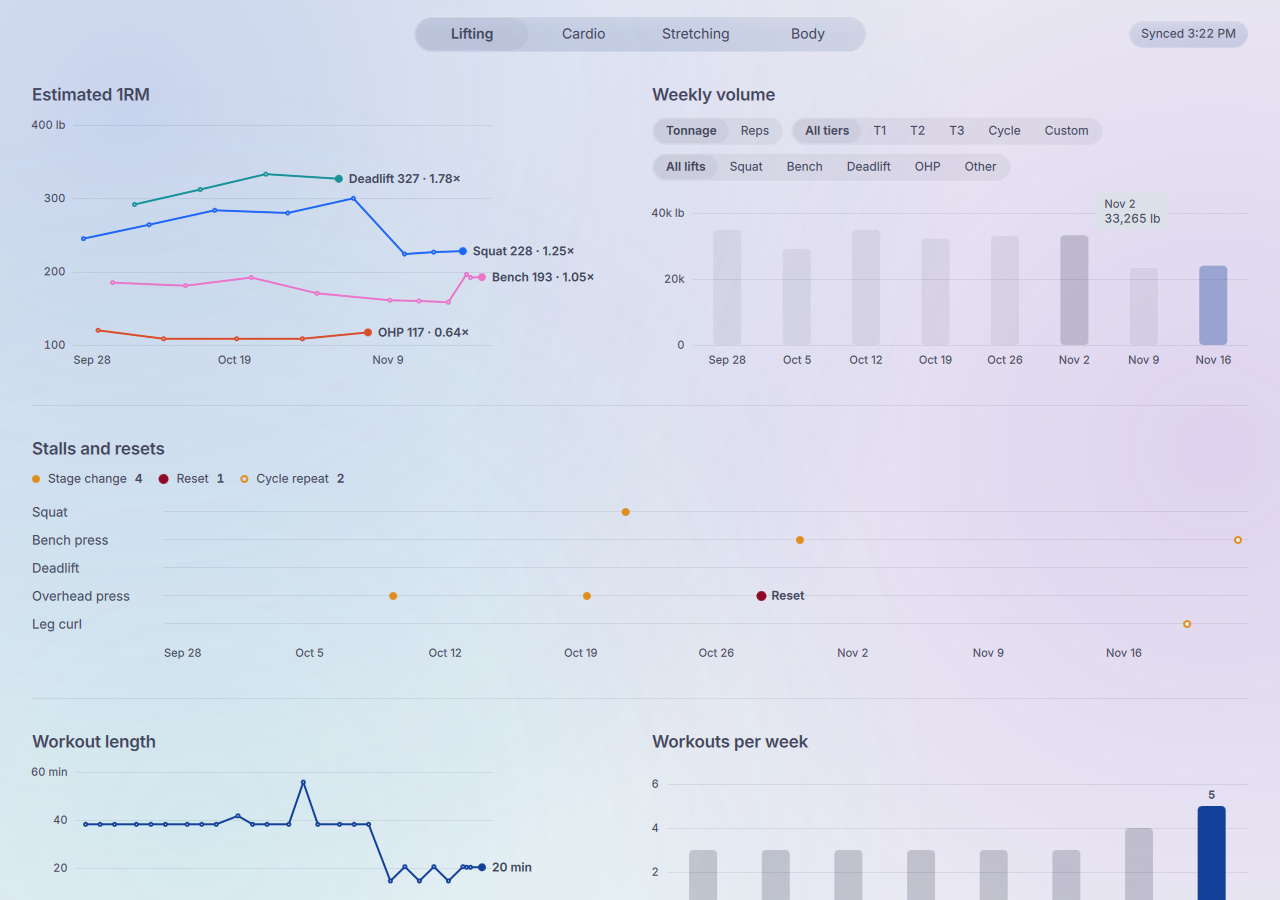 Lifting Cardio Stretching Body
Synced 3:22 PM
Estimated 1RM
400 lb
300
200
100
Deadlift 327 · 1.78×
Squat 228 · 1.25×
Bench 193 · 1.05×
OHP 117 · 0.64×
Sep 28 Oct 19 Nov 9
Weekly volume
Tonnage Reps All tiers T1 T2 T3 Cycle Custom
All lifts Squat Bench Deadlift OHP Other
Nov 2
33,265 lb
40k lb
20k
0
Sep 28 Oct 5 Oct 12 Oct 19 Oct 26 Nov 2 Nov 9 Nov 16
Stalls and resets
Stage change 4 Reset 1 Cycle repeat 2
Squat
Bench press
Deadlift
Overhead press Reset
Leg curl
Sep 28 Oct 5 Oct 12 Oct 19 Oct 26 Nov 2 Nov 9 Nov 16
Workout length
60 min
40
20
20 min
Workouts per week
6
5
4
2